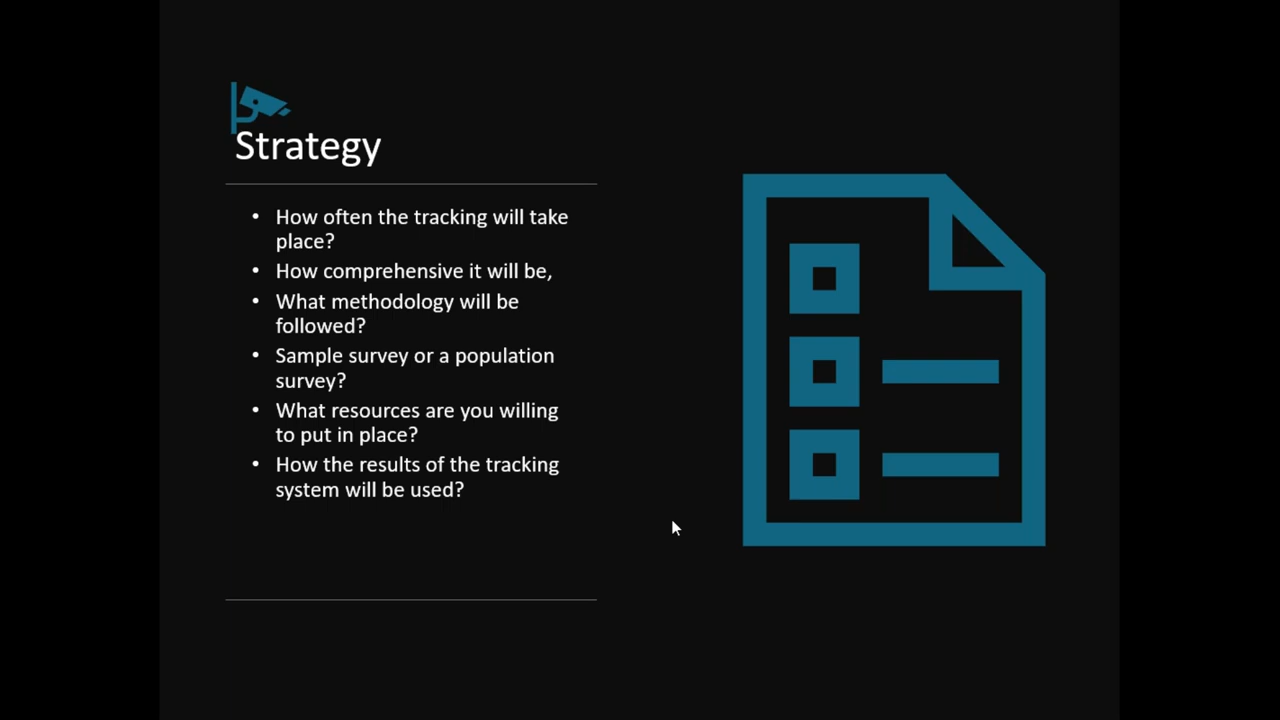 Strategy
• How often the tracking will take
place?
• How comprehensive it will be,
• What methodology will be
followed?
• Sample survey or a population
survey?
• What resources are you willing
to put in place?
• How the results of the tracking
system will be used?